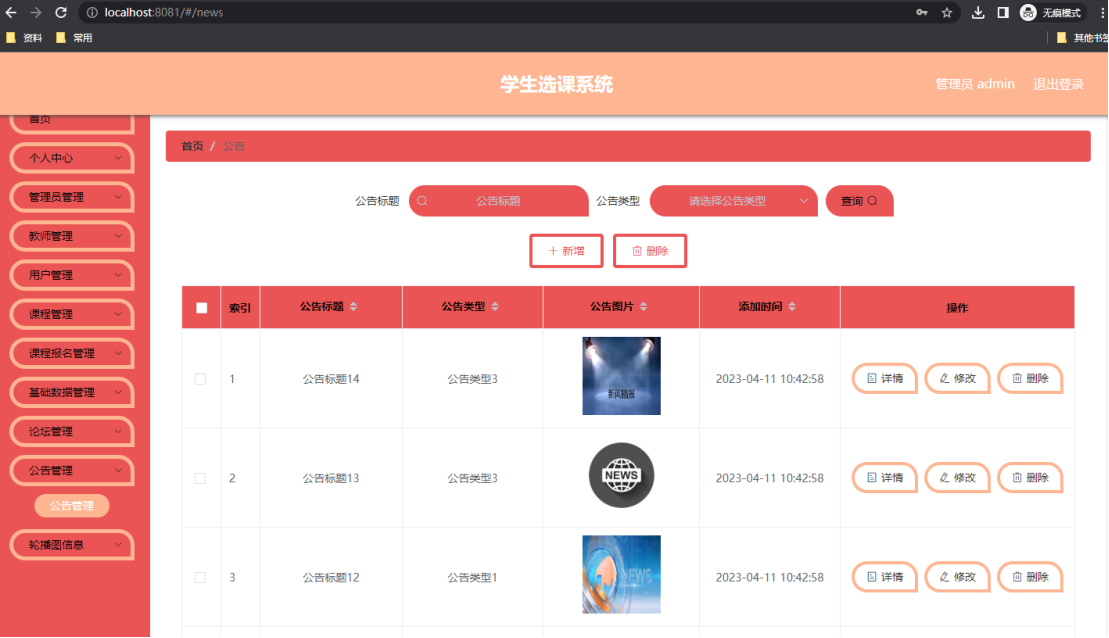 localhost:8081/#/news
无痕模式
资料 常用 其他书签
学生选课系统
管理员 admin 退出登录
首页
个人中心
管理员管理
教师管理
用户管理
课程管理
课程报名管理
基础数据管理
论坛管理
公告管理
公告管理
轮播图信息
首页 / 公告
公告标题 公告标题 公告类型 请选择公告类型 查询
新增 删除
索引 公告标题 公告类型 公告图片 添加时间 操作
1 公告标题14 公告类型3 新闻播报 2023-04-11 10:42:58 详情 修改 删除
2 公告标题13 公告类型3 NEWS 2023-04-11 10:42:58 详情 修改 删除
3 公告标题12 公告类型1 NEWS 2023-04-11 10:42:58 详情 修改 删除